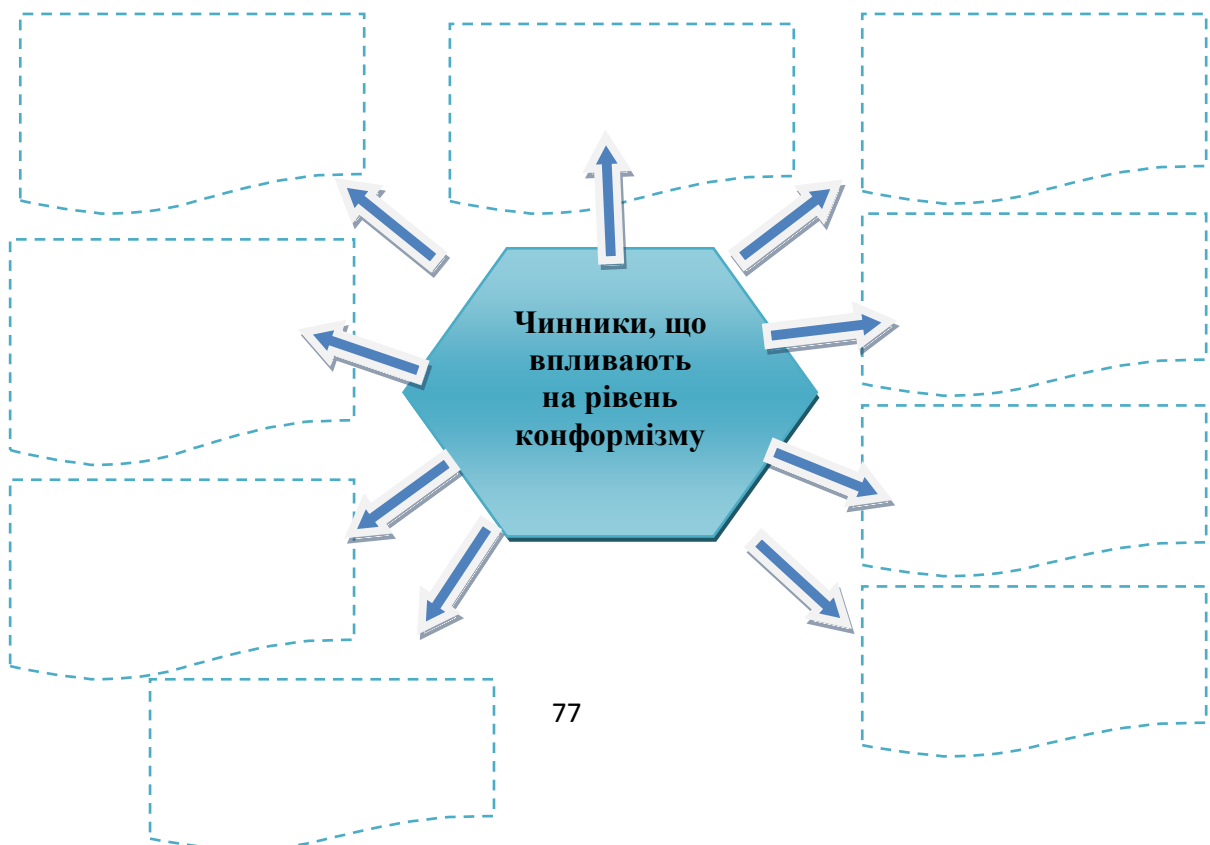 Чинники, що
впливають
на рівень
конформізму
77